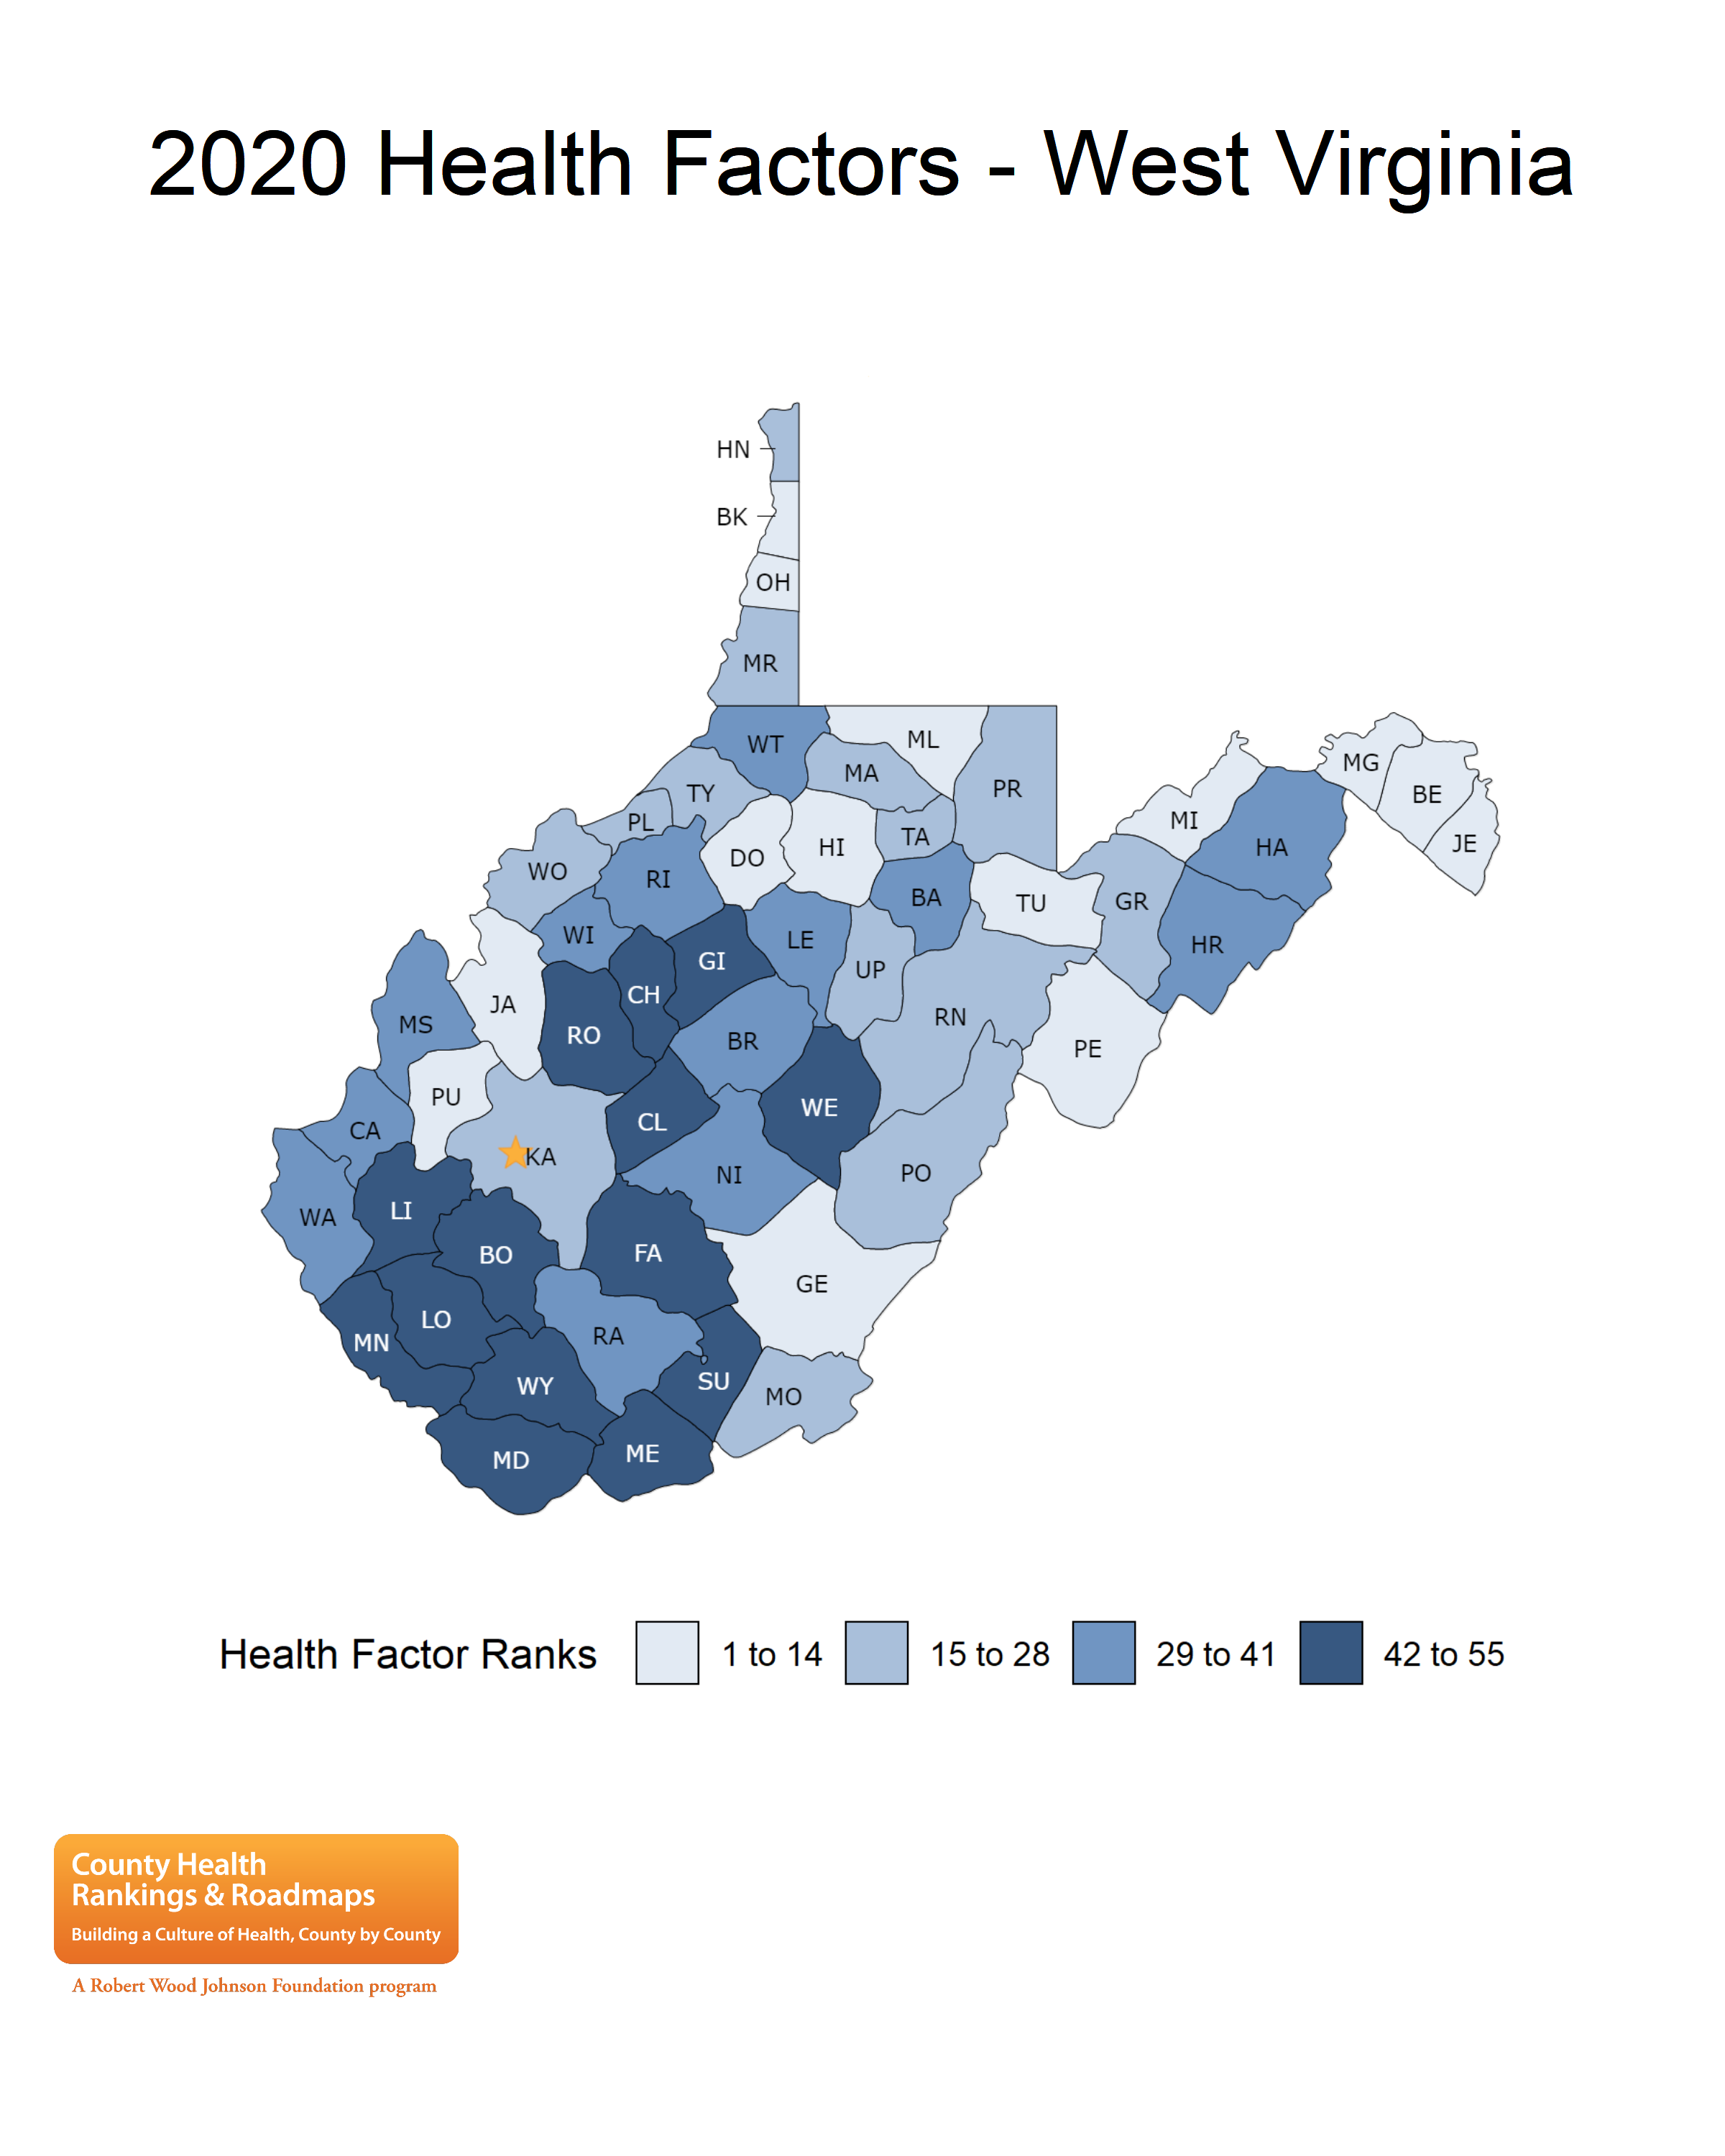 2020 Health Factors - West Virginia
HN
BK
OH
MR
WT
ML
MA
PR
TY
PL
MG
BE
MI
JE
HA
WO
RI
DO
HI
TA
BA
TU
GR
HR
WI
GI
LE
UP
JA
CH
MS
RO
BR
RN
PE
PU
CL
WE
CA
KA
NI
PO
WA
LI
BO
FA
GE
LO
MN
RA
WY
SU
MO
MD
ME
Health Factor Ranks 1 to 14 15 to 28 29 to 41 42 to 55
County Health
Rankings & Roadmaps
Building a Culture of Health, County by County
A Robert Wood Johnson Foundation program